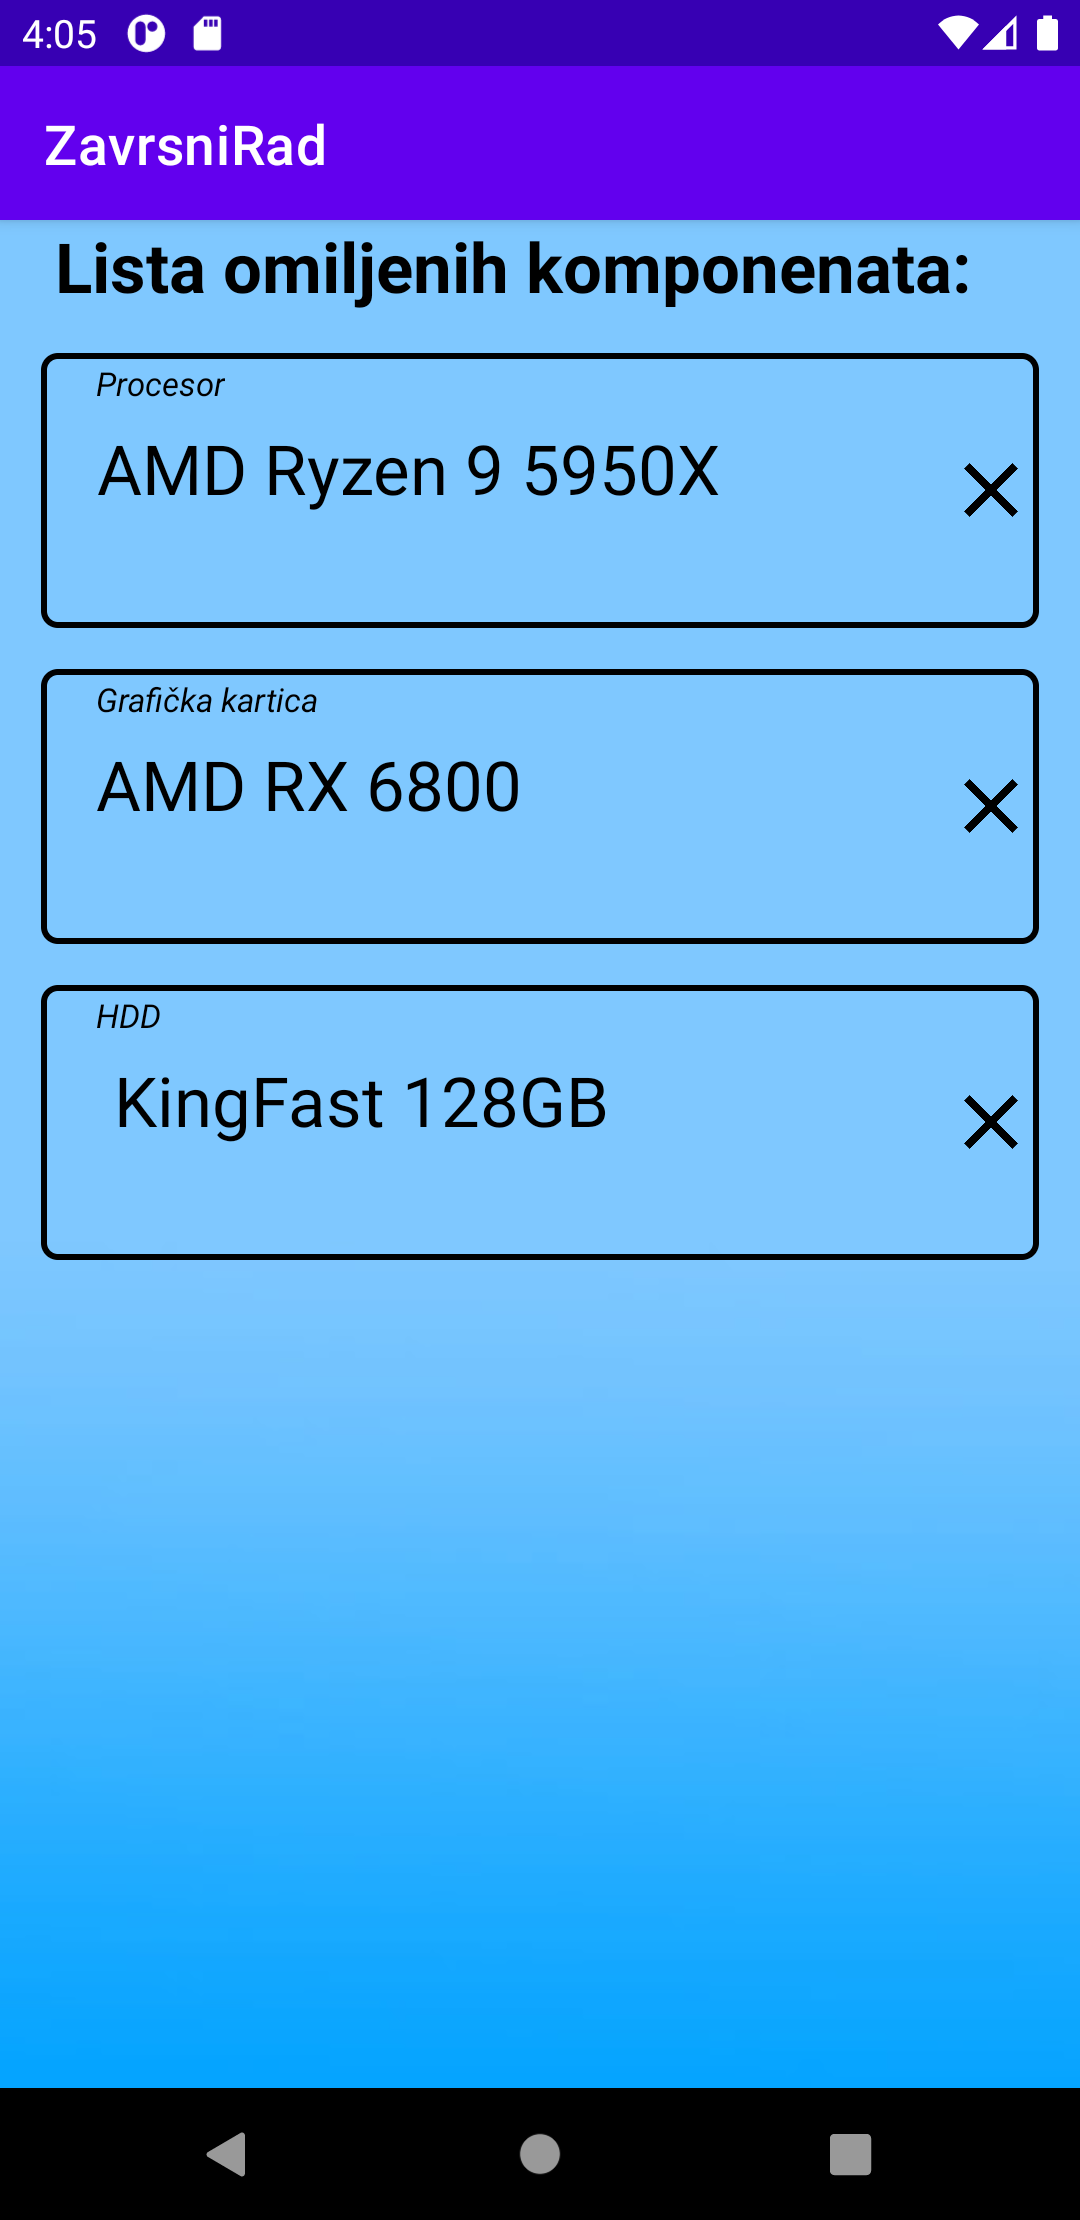 4:05
ZavrsniRad
Lista omiljenih komponenata:
Procesor
AMD Ryzen 9 5950X
Grafička kartica
AMD RX 6800
HDD
KingFast 128GB